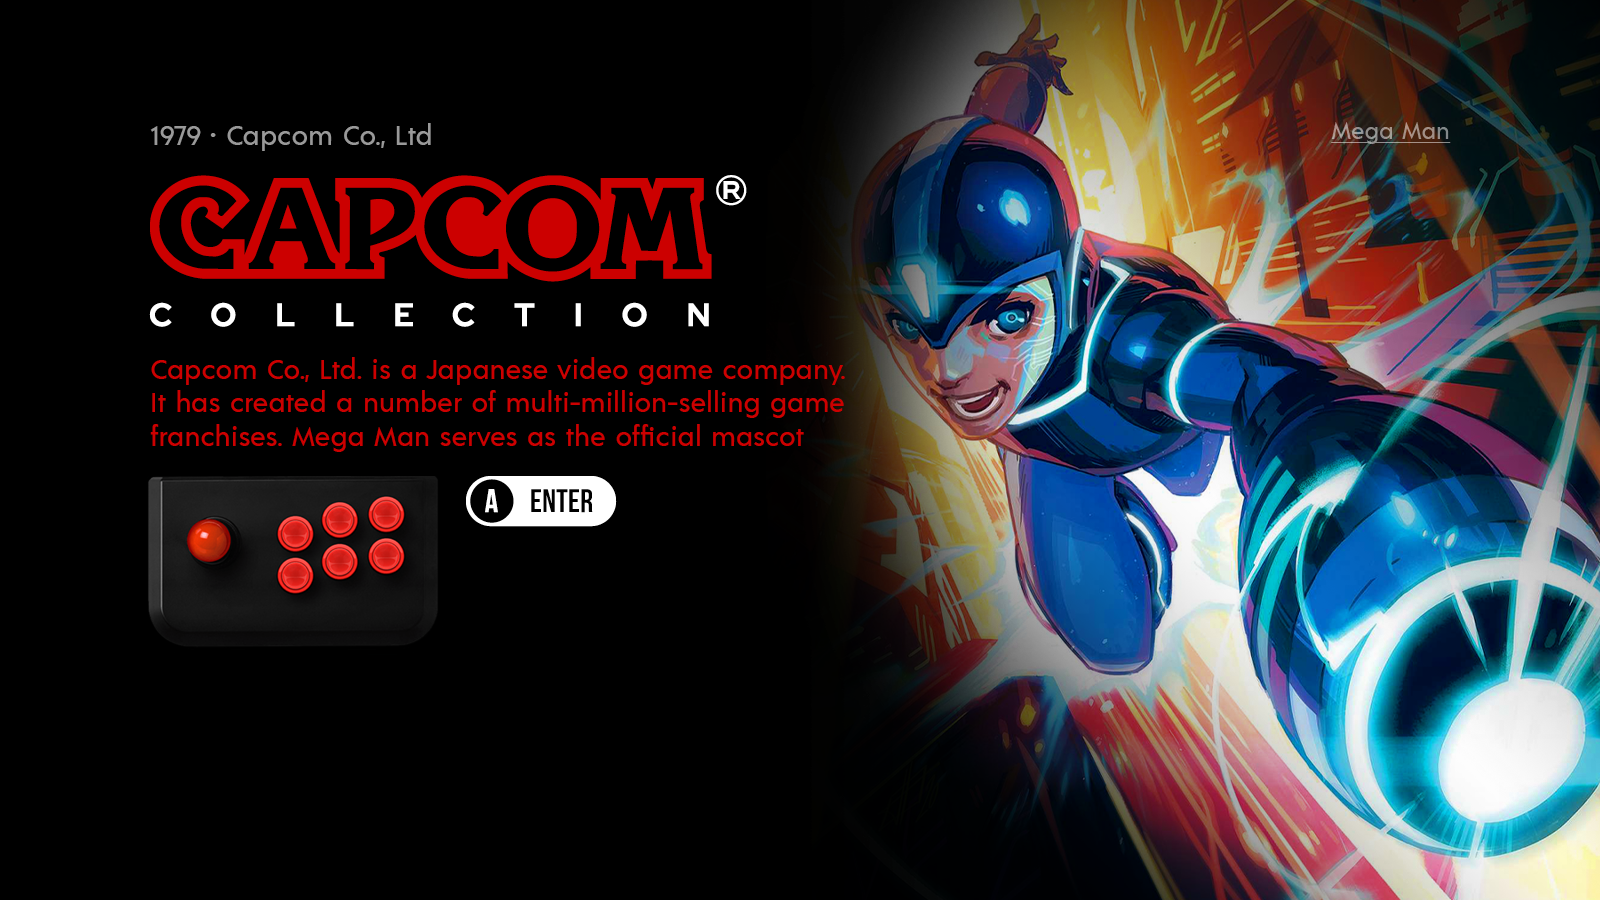 1979 · Capcom Co., Ltd
Mega Man
CAPCOM®
COLLECTION
Capcom Co., Ltd. is a Japanese video game company.
It has created a number of multi-million-selling game
franchises. Mega Man serves as the official mascot
A ENTER